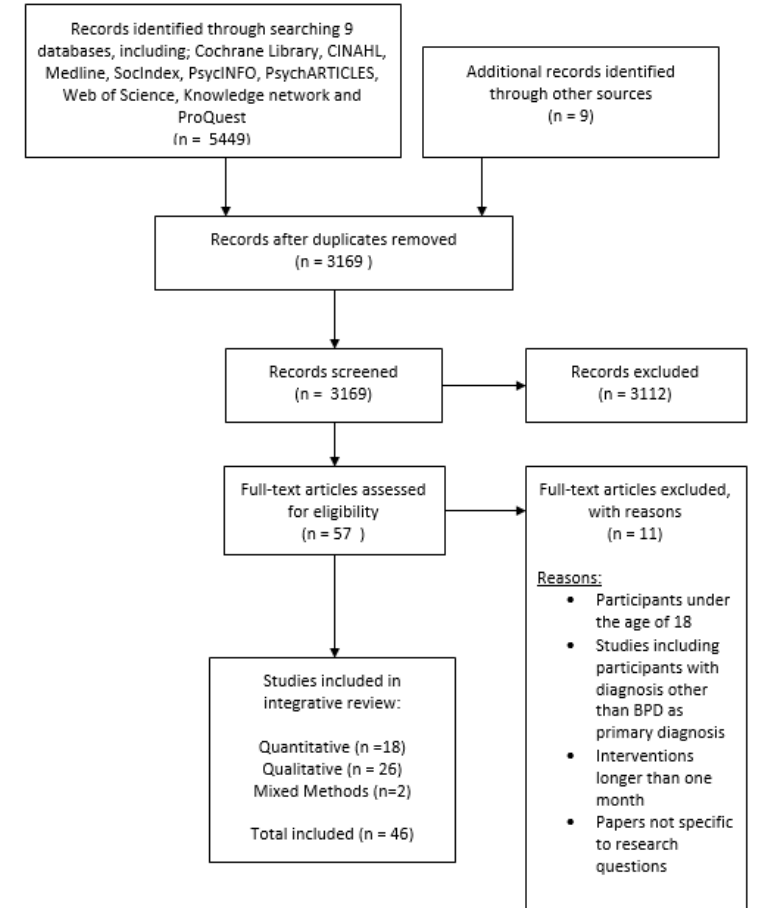 Records identified through searching 9
databases, including; Cochrane Library, CINAHL,
Medline, SocIndex, PsycINFO, PsychARTICLES,
Web of Science, Knowledge network and
ProQuest
(n = 5449)
Additional records identified
through other sources
(n = 9)
Records after duplicates removed
(n = 3169 )
Records screened
(n = 3169)
Records excluded
(n = 3112)
Full-text articles assessed
for eligibility
(n = 57 )
Full-text articles excluded,
with reasons
(n = 11)
Reasons:
• Participants under
the age of 18
• Studies including
participants with
diagnosis other
than BPD as
primary diagnosis
• Interventions
longer than one
month
• Papers not specific
to research
questions
Studies included in
integrative review:
Quantitative (n =18)
Qualitative (n = 26)
Mixed Methods (n=2)
Total included (n = 46)